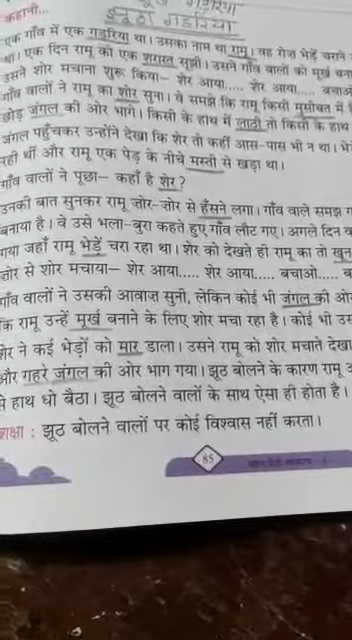 गडरिया
झूठा गडरिया
कहानी...
एक गाँव में एक गडरिया था। उसका नाम था रामू। वह रोज भेड़ें चराने
था। एक दिन रामू को एक शरारत सूझी। उसने गाँव वालों को मूर्ख बना
उसने शोर मचाना शुरू किया– शेर आया..... शेर आया..... बचाओ
गाँव वालों ने रामू का शोर सुना। वे समझे कि रामू किसी मुसीबत में
छोड़ जंगल की ओर भागे। किसी के हाथ में लाठी तो किसी के हाथ
जंगल पहुँचकर उन्होंने देखा कि शेर तो कहीं आस-पास भी न था। भे
रही थीं और रामू एक पेड़ के नीचे मस्ती से खड़ा था।
गाँव वालों ने पूछा– कहाँ है शेर?
उनकी बात सुनकर रामू जोर-जोर से हँसने लगा। गाँव वाले समझ ग
बनाया है। वे उसे भला-बुरा कहते हुए गाँव लौट गए। अगले दिन व
गया जहाँ रामू भेड़ें चरा रहा था। शेर को देखते ही रामू का तो खून
जोर से शोर मचाया– शेर आया..... शेर आया..... बचाओ..... ब
गाँव वालों ने उसकी आवाज़ सुनी, लेकिन कोई भी जंगल की ओ
कि रामू उन्हें मूर्ख बनाने के लिए शोर मचा रहा है। कोई भी उस
शेर ने कई भेड़ों को मार डाला। उसने रामू को शोर मचाते देखा
और गहरे जंगल की ओर भाग गया। झूठ बोलने के कारण रामू अ
से हाथ धो बैठा। झूठ बोलने वालों के साथ ऐसा ही होता है।
शिक्षा : झूठ बोलने वालों पर कोई विश्वास नहीं करता।
85